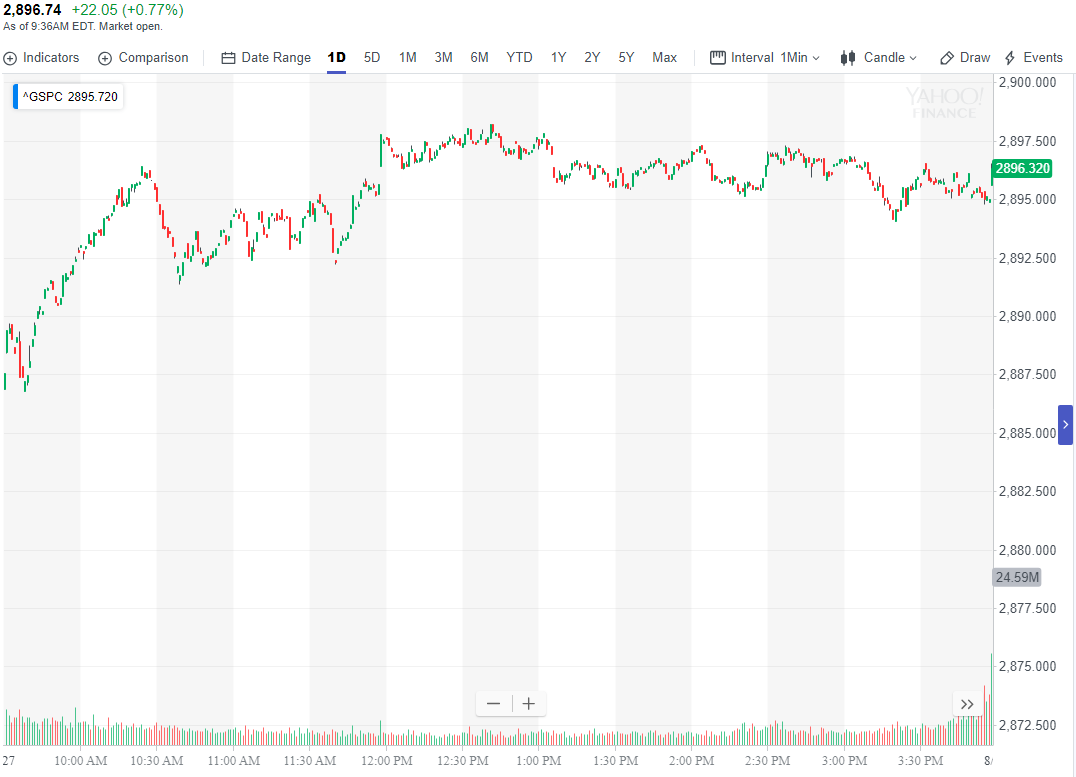 2,896.74 +22.05 (+0.77%)
As of 9:36AM EDT. Market open.
Indicators Comparison Date Range 1D 5D 1M 3M 6M YTD 1Y 2Y 5Y Max Interval 1Min Candle Draw Events
2,900.000
^GSPC 2895.720
YAHOO!
FINANCE
2,897.500
2896.320
2,895.000
2,892.500
2,890.000
2,887.500
2,885.000
2,882.500
2,880.000
24.59M
2,877.500
2,875.000
2,872.500
27 10:00 AM 10:30 AM 11:00 AM 11:30 AM 12:00 PM 12:30 PM 1:00 PM 1:30 PM 2:00 PM 2:30 PM 3:00 PM 3:30 PM 8/